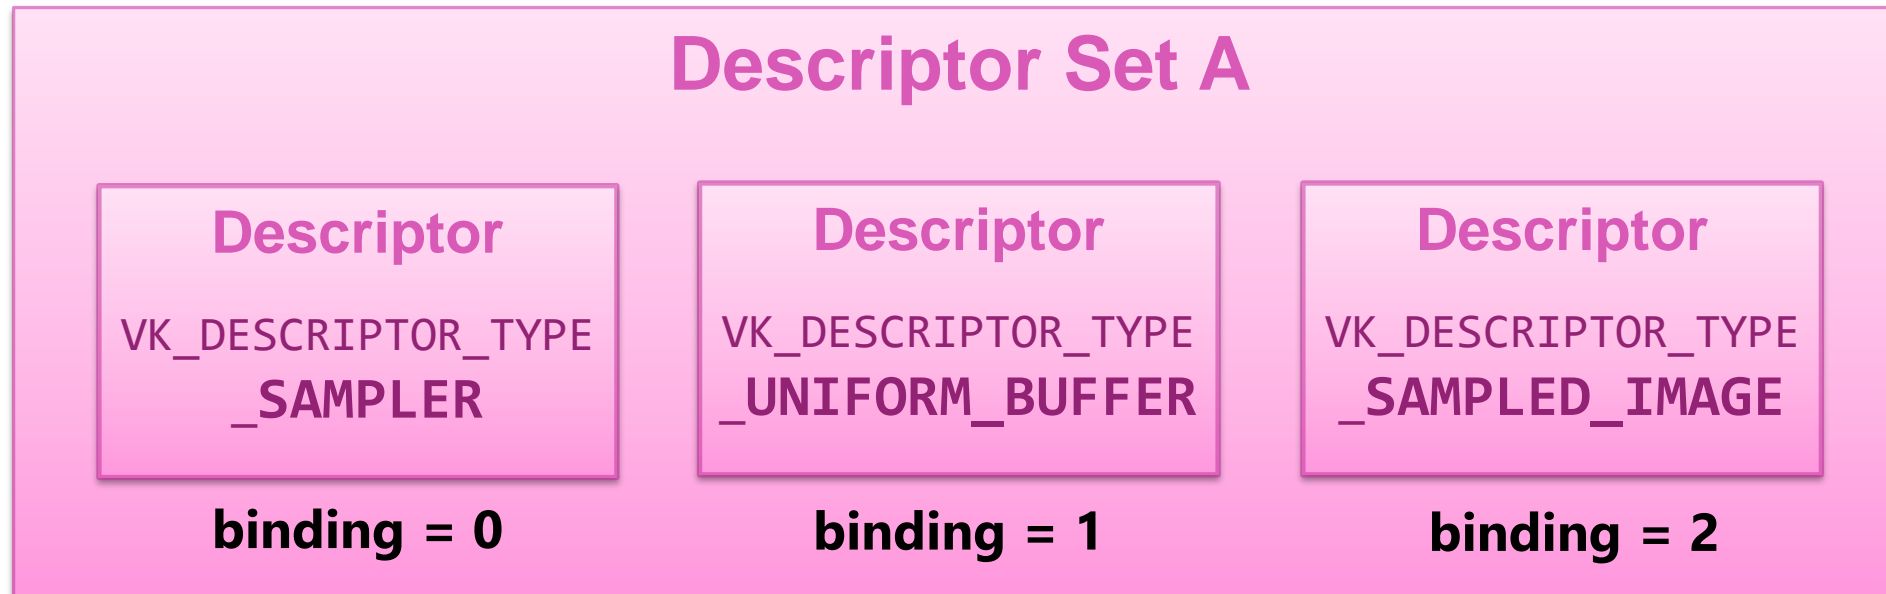 Descriptor Set A
Descriptor
VK_DESCRIPTOR_TYPE
_SAMPLER
binding = 0
Descriptor
VK_DESCRIPTOR_TYPE
_UNIFORM_BUFFER
binding = 1
Descriptor
VK_DESCRIPTOR_TYPE
_SAMPLED_IMAGE
binding = 2